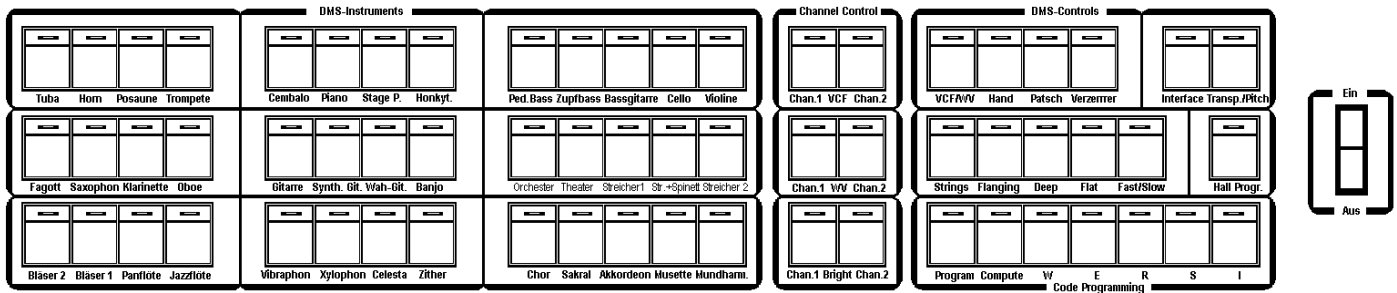 DMS-Instruments Channel Control DMS-Controls
Tuba Horn Posaune Trompete Cembalo Piano Stage P. Honkyt. Ped.Bass Zupfbass Bassgitarre Cello Violine Chan.1 VCF Chan.2 VCF/WV Hand Patsch Verzerrrer Interface Transp./Pitch
Ein
Fagott Saxophon Klarinette Oboe Gitarre Synth. Git. Wah-Git. Banjo Orchester Theater Streicher1 Str.+Spinett Streicher 2 Chan.1 WV Chan.2 Strings Flanging Deep Flat Fast/Slow Hall Progr.
Aus
Bläser 2 Bläser 1 Panflöte Jazzflöte Vibraphon Xylophon Celesta Zither Chor Sakral Akkordeon Musette Mundharm. Chan.1 Bright Chan.2 Program Compute W E R S I
Code Programming